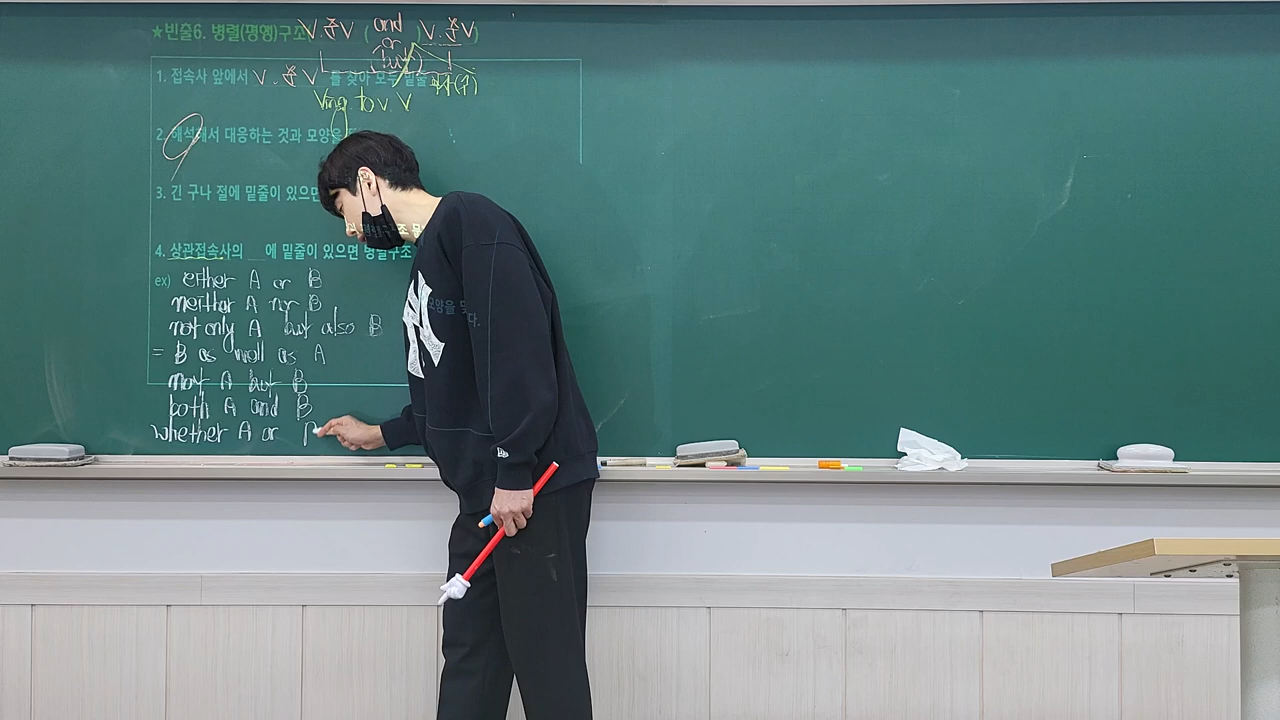 ★빈출6. 병렬(평행)구조
V. 준V ( and ) V. 준V)
or
(but)
1. 접속사 앞에서 V. 준V 를 찾아 모두 밑줄
Ving. to v. V
2. 해석해서 대응하는 것과 모양을
3. 긴 구나 절에 밑줄이 있으면
4. 상관접속사의 __ 에 밑줄이 있으면 병렬구조
ex) either A or B
neither A nor B
not only A but also B
= B as well as A
not A but B
both A and B
whether A or